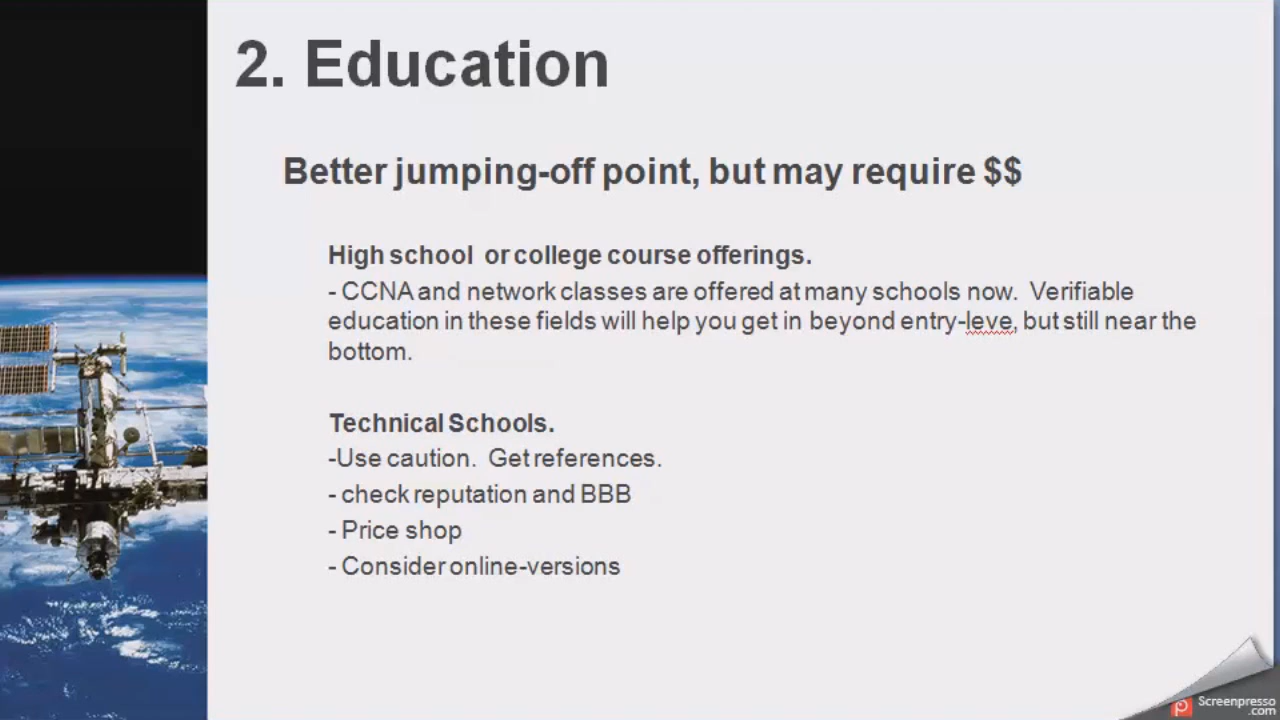 2. Education
Better jumping-off point, but may require $$
High school or college course offerings.
- CCNA and network classes are offered at many schools now. Verifiable
education in these fields will help you get in beyond entry-leve, but still near the
bottom.
Technical Schools.
-Use caution. Get references.
- check reputation and BBB
- Price shop
- Consider online-versions
Screenpresso
.com